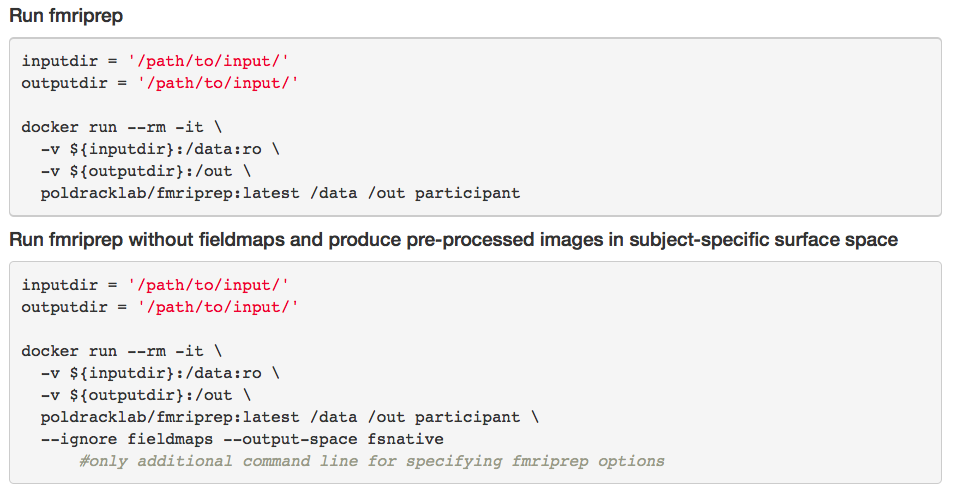 Run fmriprep
inputdir = '/path/to/input/'
outputdir = '/path/to/input/'
docker run --rm -it \
-v ${inputdir}:/data:ro \
-v ${outputdir}:/out \
poldracklab/fmriprep:latest /data /out participant
Run fmriprep without fieldmaps and produce pre-processed images in subject-specific surface space
inputdir = '/path/to/input/'
outputdir = '/path/to/input/'
docker run --rm -it \
-v ${inputdir}:/data:ro \
-v ${outputdir}:/out \
poldracklab/fmriprep:latest /data /out participant \
--ignore fieldmaps --output-space fsnative
#only additional command line for specifying fmriprep options